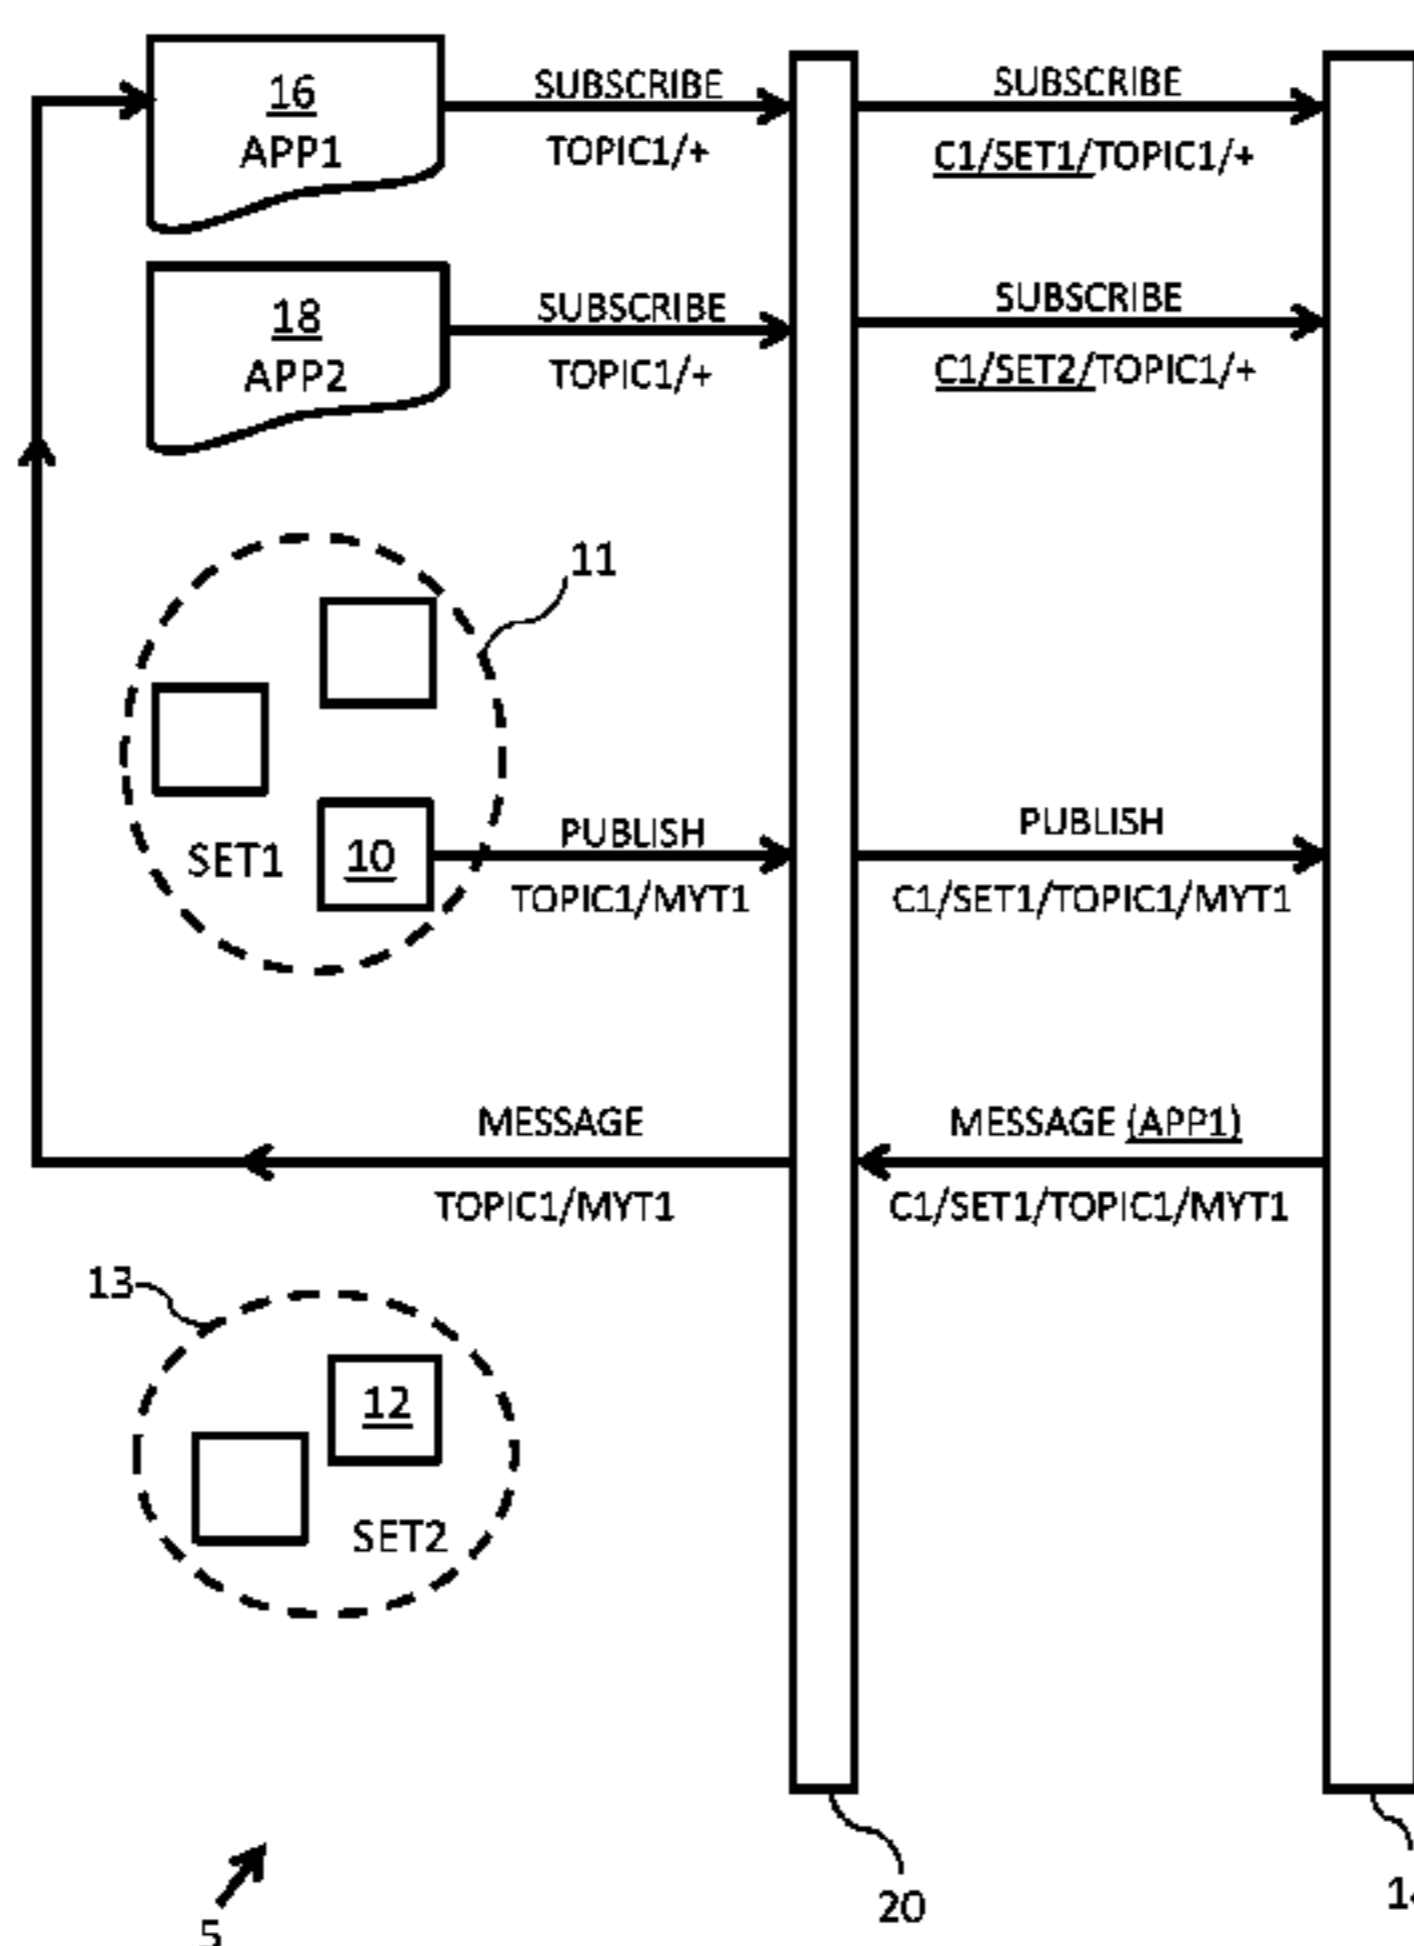 16
APP1
SUBSCRIBE
TOPIC1/+
SUBSCRIBE
C1/SET1/TOPIC1/+
18
APP2
SUBSCRIBE
TOPIC1/+
SUBSCRIBE
C1/SET2/TOPIC1/+
11
SET1
10
PUBLISH
TOPIC1/MYT1
PUBLISH
C1/SET1/TOPIC1/MYT1
MESSAGE
TOPIC1/MYT1
MESSAGE (APP1)
C1/SET1/TOPIC1/MYT1
13
12
SET2
5
20